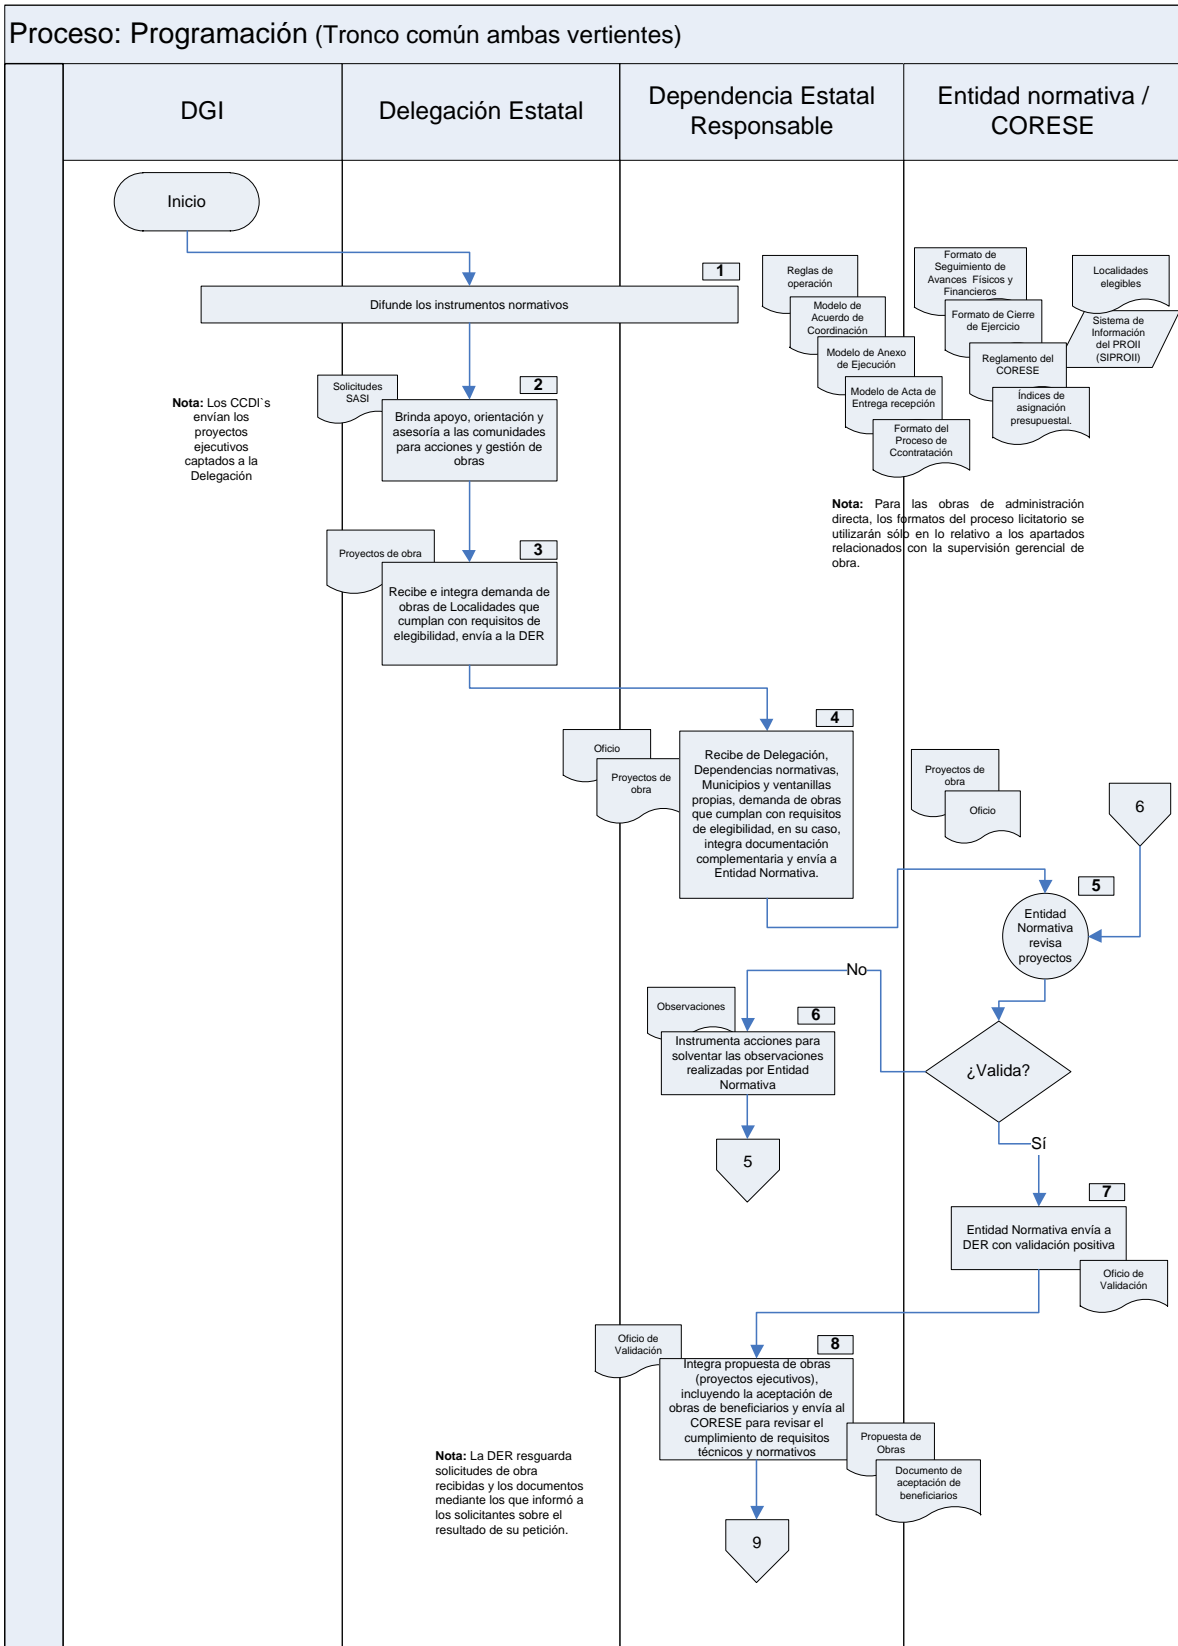 Proceso: Programación (Tronco común ambas vertientes)
DGI
Delegación Estatal
Dependencia Estatal
Responsable
Entidad normativa /
CORESE
Inicio
1
Difunde los instrumentos normativos
Reglas de
operación
Modelo de
Acuerdo de
Coordinación
Modelo de Anexo
de Ejecución
Modelo de Acta de
Entrega recepción
Formato del
Proceso de
Ccontratación
Formato de
Seguimiento de
Avances Físicos y
Financieros
Formato de Cierre
de Ejercicio
Reglamento del
CORESE
Índices de
asignación
presupuestal.
Localidades
elegibles
Sistema de
Información
del PROII
(SIPROII)
Nota: Los CCDI`s
envían los
proyectos
ejecutivos
captados a la
Delegación
Solicitudes
SASI
2
Brinda apoyo, orientación y
asesoría a las comunidades
para acciones y gestión de
obras
Nota: Para las obras de administración
directa, los formatos del proceso licitatorio se
utilizarán sólo en lo relativo a los apartados
relacionados con la supervisión gerencial de
obra.
Proyectos de obra
3
Recibe e integra demanda de
obras de Localidades que
cumplan con requisitos de
elegibilidad, envía a la DER
4
Oficio
Proyectos de
obra
Recibe de Delegación,
Dependencias normativas,
Municipios y ventanillas
propias, demanda de obras
que cumplan con requisitos
de elegibilidad, en su caso,
integra documentación
complementaria y envía a
Entidad Normativa.
Proyectos de
obra
Oficio
6
5
Entidad
Normativa
revisa
proyectos
No
Observaciones
6
Instrumenta acciones para
solventar las observaciones
realizadas por Entidad
Normativa
¿Valida?
5
Sí
7
Entidad Normativa envía a
DER con validación positiva
Oficio de
Validación
Oficio de
Validación
8
Integra propuesta de obras
(proyectos ejecutivos),
incluyendo la aceptación de
obras de beneficiarios y envía al
CORESE para revisar el
cumplimiento de requisitos
técnicos y normativos
Propuesta de
Obras
Documento de
aceptación de
beneficiarios
Nota: La DER resguarda
solicitudes de obra
recibidas y los documentos
mediante los que informó a
los solicitantes sobre el
resultado de su petición.
9